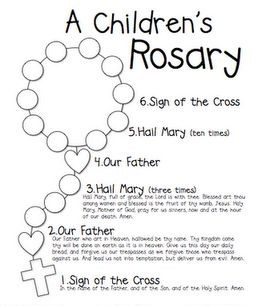 A Children's
Rosary
6.Sign of the Cross
5.Hail Mary (ten times)
4.Our Father
3.Hail Mary (three times)
Hail Mary, full of grace, the Lord is with thee. Blessed art thou
among women and blessed is the fruit of thy womb, Jesus. Holy
Mary, Mother of God, pray for us sinners, now and at the hour
of our death. Amen.
2.Our Father
Our Father who art in Heaven, hallowed by thy name. Thy kingdom come
thy will be done on earth as it is in heaven. Give us this day our daily
bread, and forgive us our trespasses as we forgive those who trespass
against us. And lead us not into temptation, but deliver us from evil. Amen.
1.Sign of the Cross
In the name of the Father, and of the Son, and of the Holy Spirit. Amen